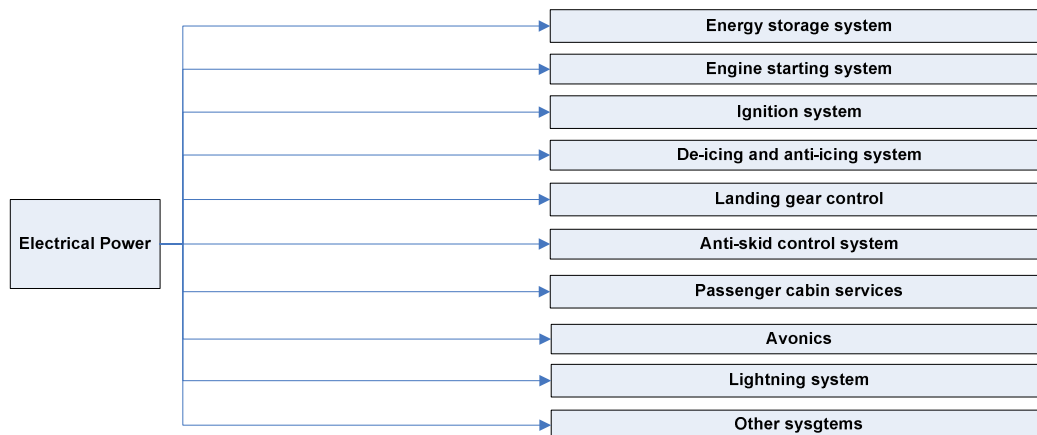 Energy storage system
Engine starting system
Ignition system
De-icing and anti-icing system
Landing gear control
Electrical Power
Anti-skid control system
Passenger cabin services
Avonics
Lightning system
Other sysgtems